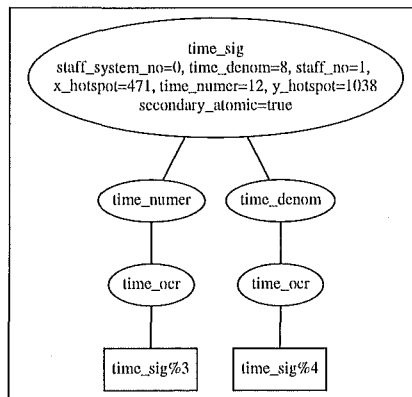 time_sig
staff_system_no=0, time_denom=8, staff_no=1,
x_hotspot=471, time_numer=12, y_hotspot=1038
secondary_atomic=true
time_numer time_denom
time_ocr time_ocr
time_sig%3 time_sig%4